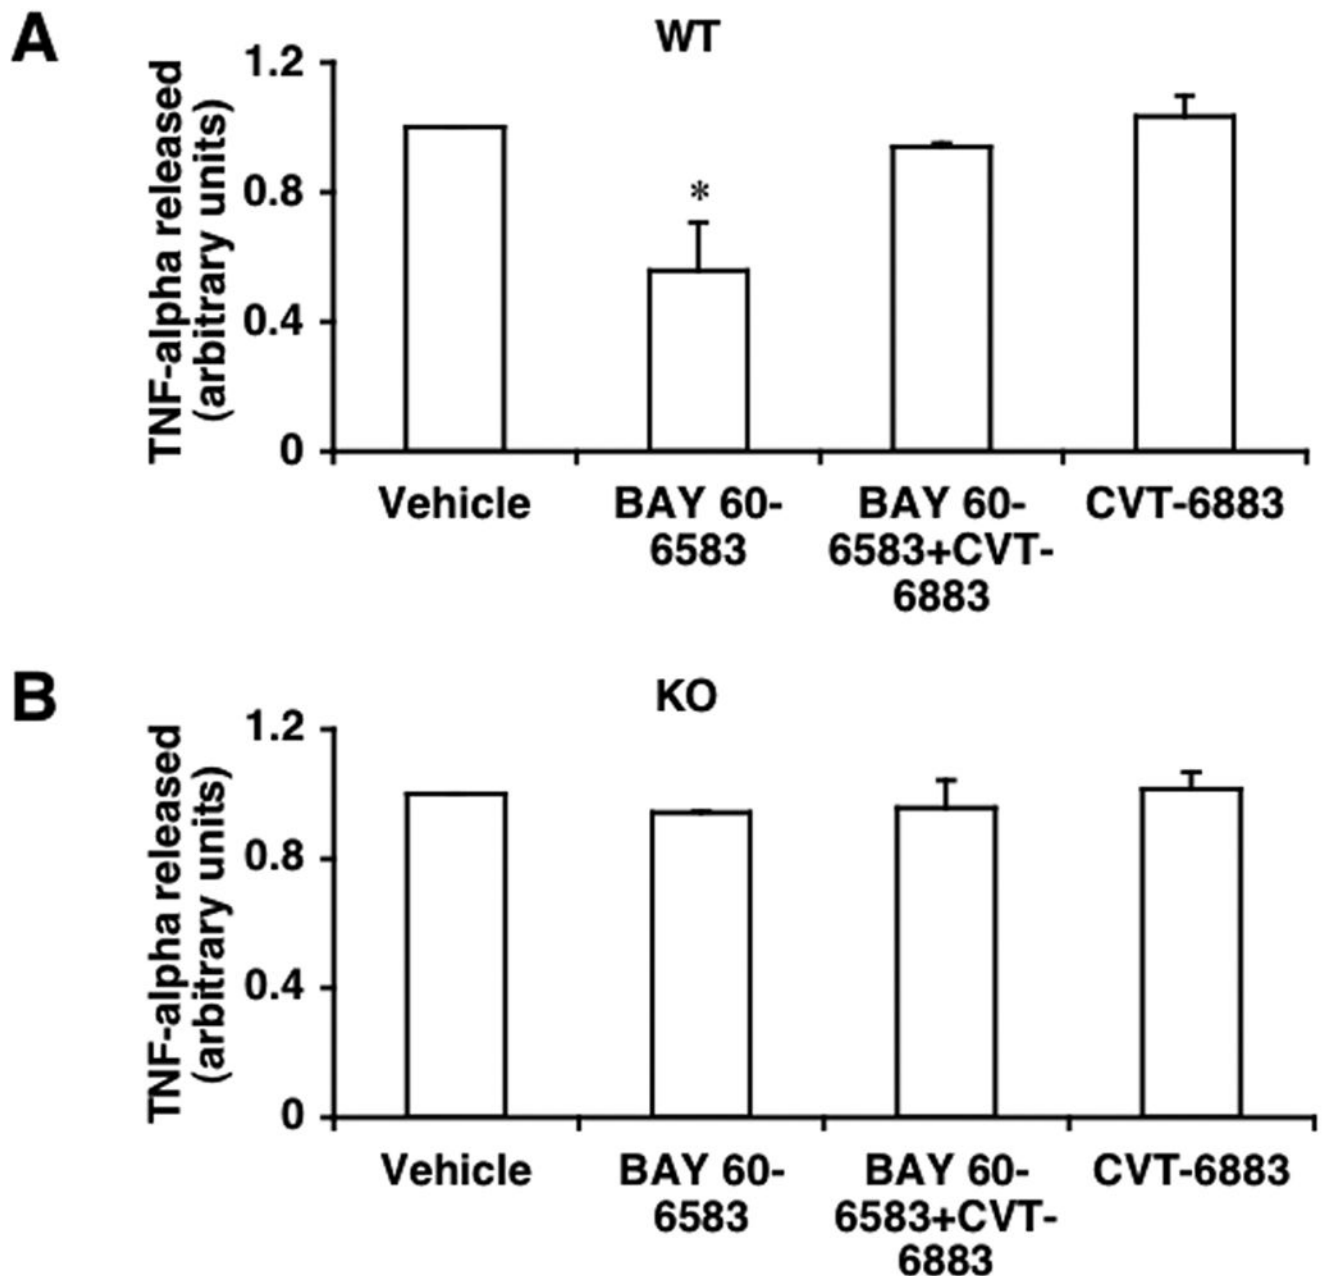 A
WT
TNF-alpha released
(arbitrary units)
1.2
0.8
0.4
0
*
Vehicle
BAY 60-
6583
BAY 60-
6583+CVT-
6883
CVT-6883
B
KO
TNF-alpha released
(arbitrary units)
1.2
0.8
0.4
0
Vehicle
BAY 60-
6583
BAY 60-
6583+CVT-
6883
CVT-6883